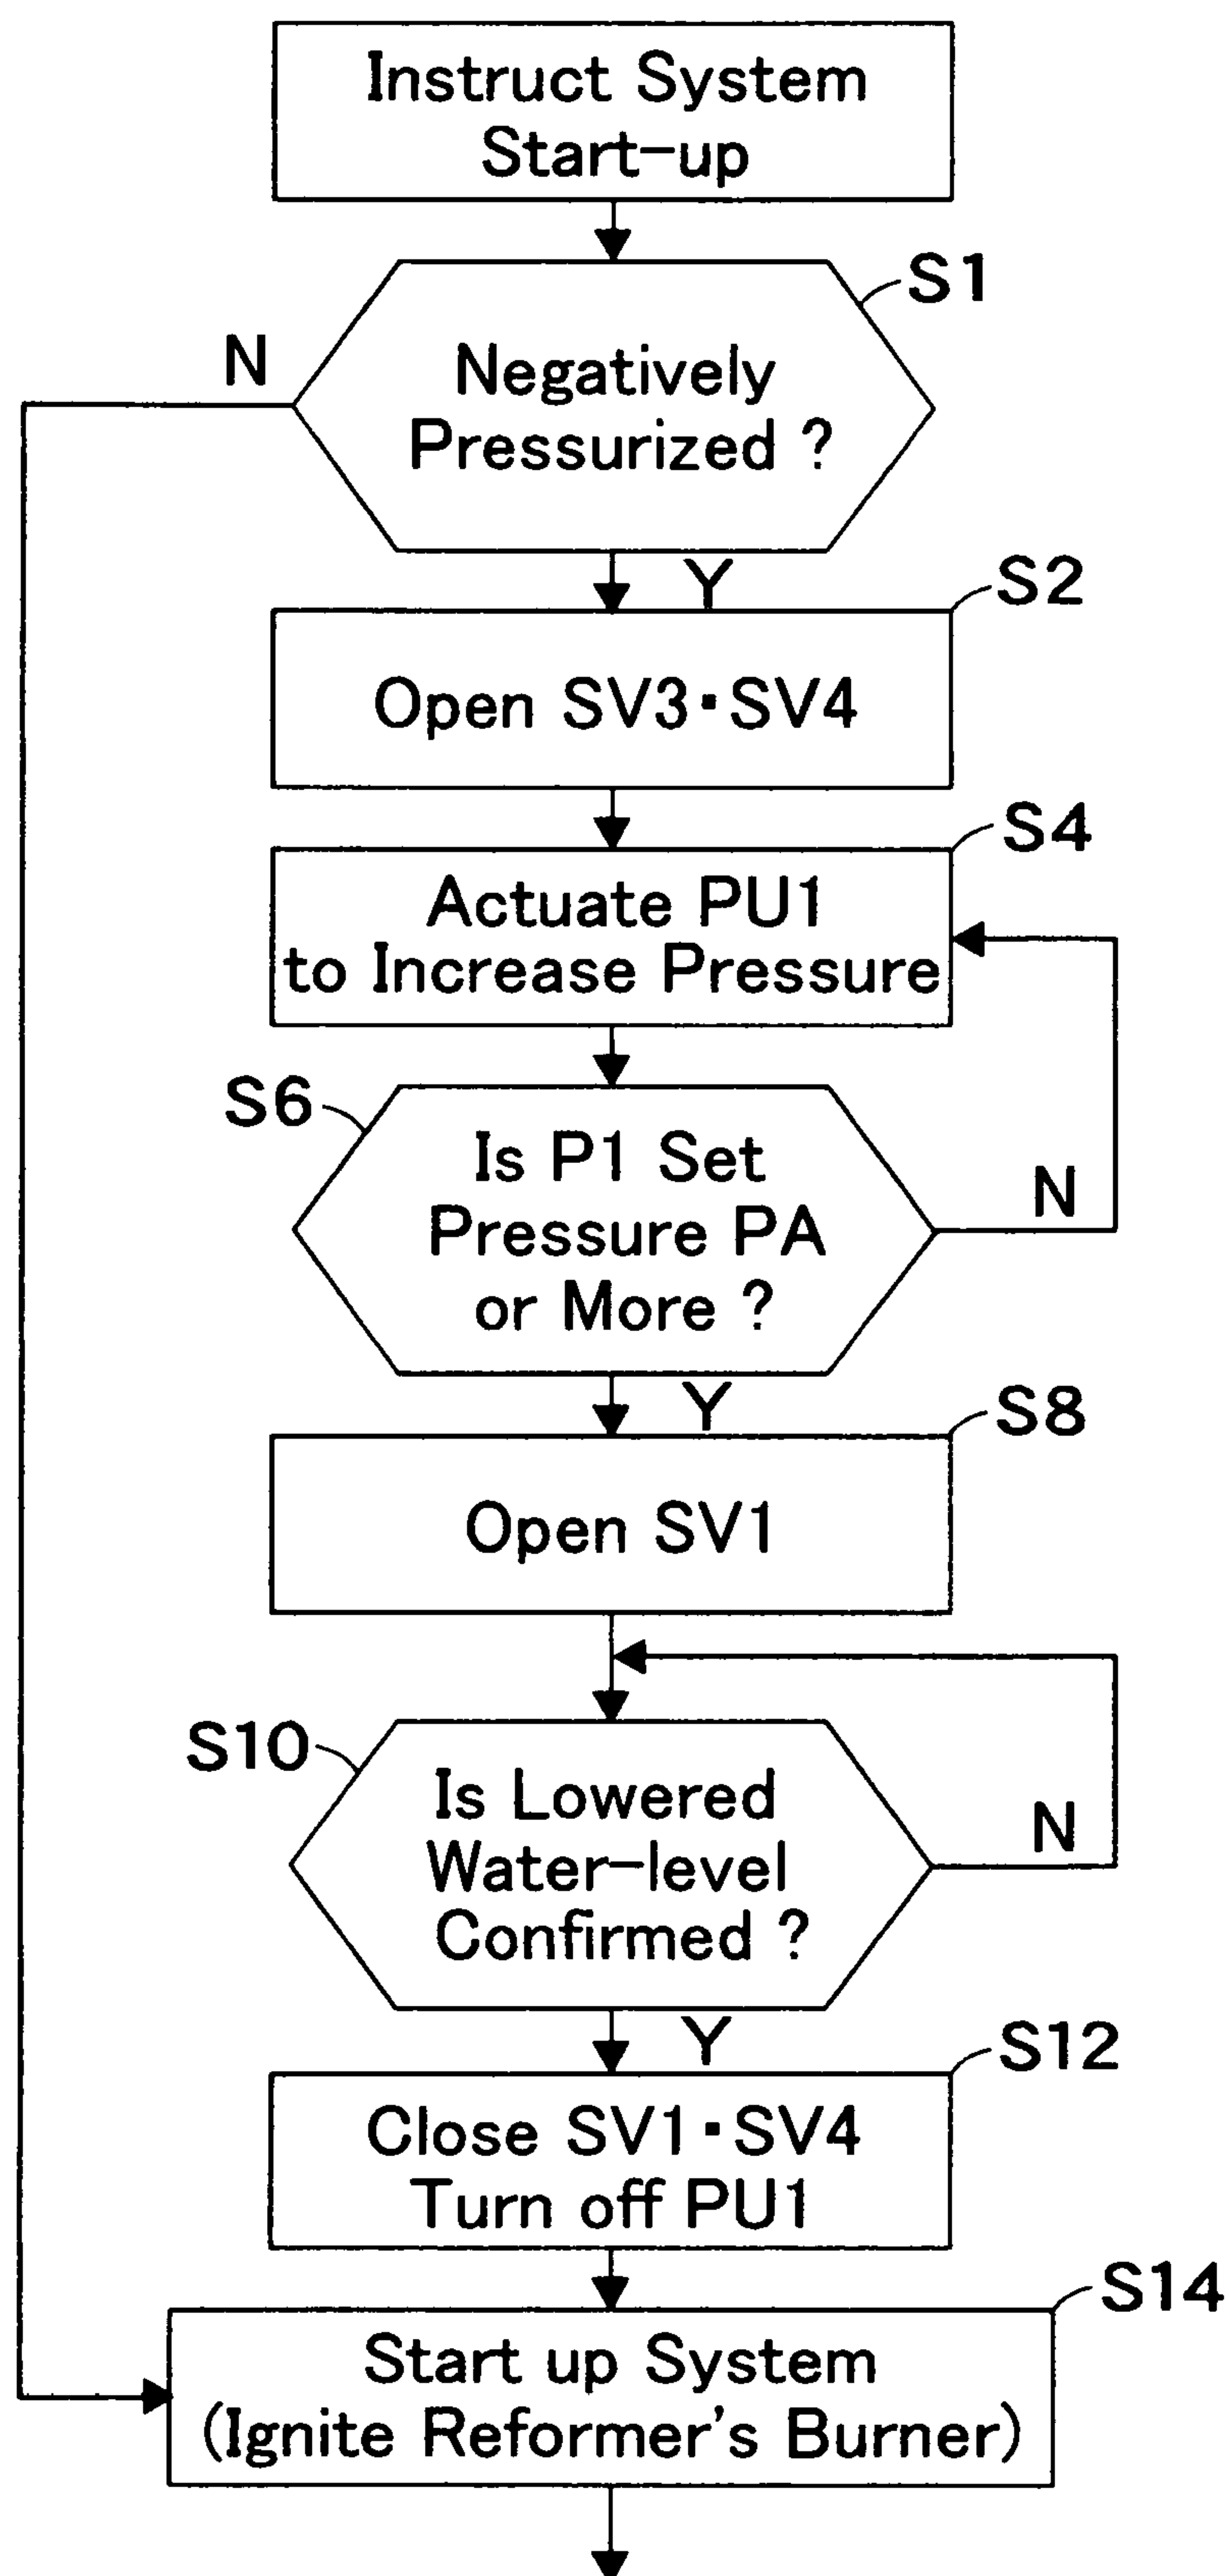 Instruct System
Start-up
S1
N
Negatively
Pressurized ?
Y
S2
Open SV3・SV4
S4
Actuate PU1
to Increase Pressure
S6
Is P1 Set
Pressure PA
or More ?
N
Y
S8
Open SV1
S10
Is Lowered
Water-level
Confirmed ?
N
Y
S12
Close SV1・SV4
Turn off PU1
S14
Start up System
(Ignite Reformer's Burner)